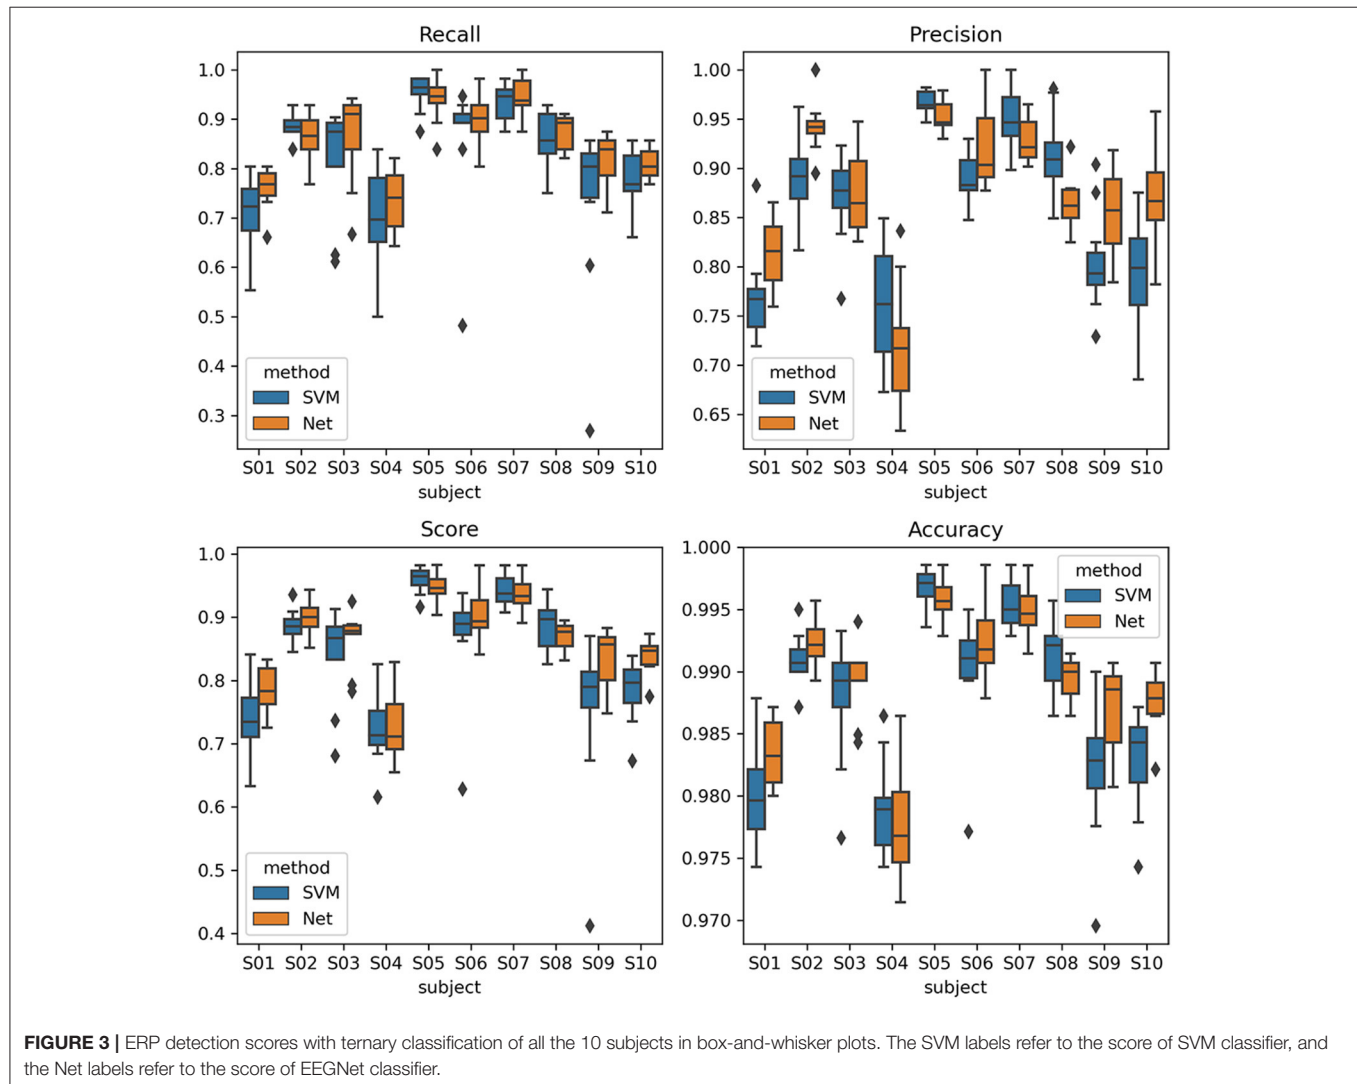 Recall
1.0
0.9
0.8
0.7
0.6
0.5
0.4
0.3
method
SVM
Net
S01 S02 S03 S04 S05 S06 S07 S08 S09 S10
subject
Precision
1.00
0.95
0.90
0.85
0.80
0.75
0.70
0.65
method
SVM
Net
S01 S02 S03 S04 S05 S06 S07 S08 S09 S10
subject
Score
1.0
0.9
0.8
0.7
0.6
0.5
0.4
method
SVM
Net
S01 S02 S03 S04 S05 S06 S07 S08 S09 S10
subject
Accuracy
1.000
0.995
0.990
0.985
0.980
0.975
0.970
method
SVM
Net
S01 S02 S03 S04 S05 S06 S07 S08 S09 S10
subject
FIGURE 3 | ERP detection scores with ternary classification of all the 10 subjects in box-and-whisker plots. The SVM labels refer to the score of SVM classifier, and
the Net labels refer to the score of EEGNet classifier.